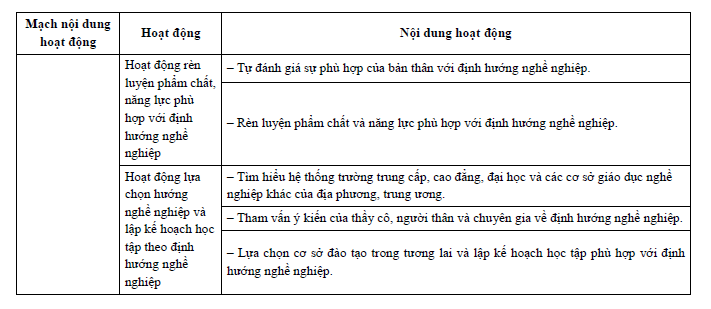 Mạch nội dung
hoạt động
Hoạt động
Nội dung hoạt động
Hoạt động rèn
luyện phẩm chất,
năng lực phù
hợp với định
hướng nghề
nghiệp
– Tự đánh giá sự phù hợp của bản thân với định hướng nghề nghiệp.
– Rèn luyện phẩm chất và năng lực phù hợp với định hướng nghề nghiệp.
Hoạt động lựa
chọn hướng
nghề nghiệp và
lập kế hoạch học
tập theo định
hướng nghề
nghiệp
– Tìm hiểu hệ thống trường trung cấp, cao đẳng, đại học và các cơ sở giáo dục nghề
nghiệp khác của địa phương, trung ương.
– Tham vấn ý kiến của thầy cô, người thân và chuyên gia về định hướng nghề nghiệp.
– Lựa chọn cơ sở đào tạo trong tương lai và lập kế hoạch học tập phù hợp với định
hướng nghề nghiệp.